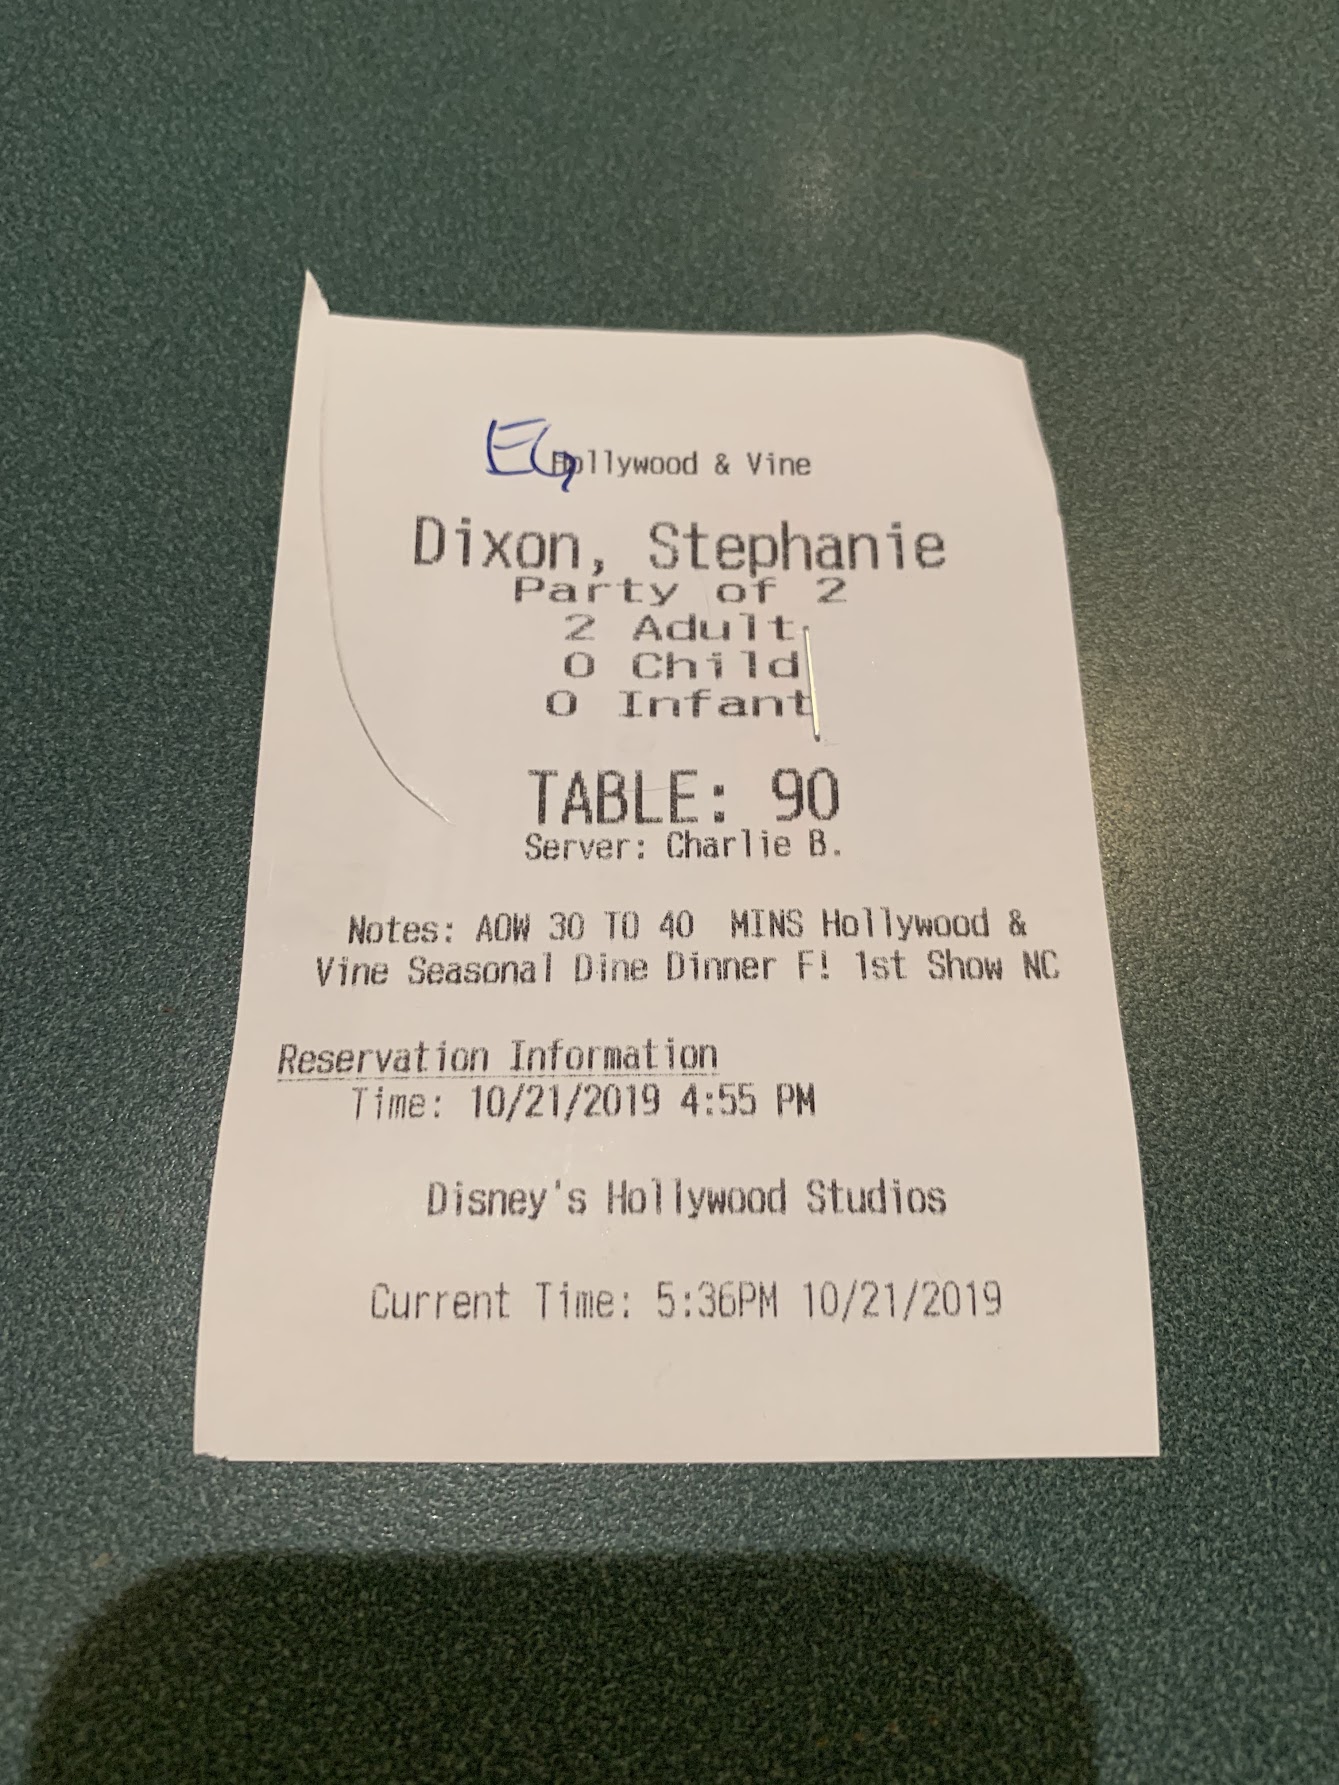 EG
Hollywood & Vine
Dixon, Stephanie
Party of 2
2 Adult
0 Child
0 Infant
TABLE: 90
Server: Charlie B.
Notes: AOW 30 TO 40 MINS Hollywood &
Vine Seasonal Dine Dinner F! 1st Show NC
Reservation Information
Time: 10/21/2019 4:55 PM
Disney's Hollywood Studios
Current Time: 5:36PM 10/21/2019